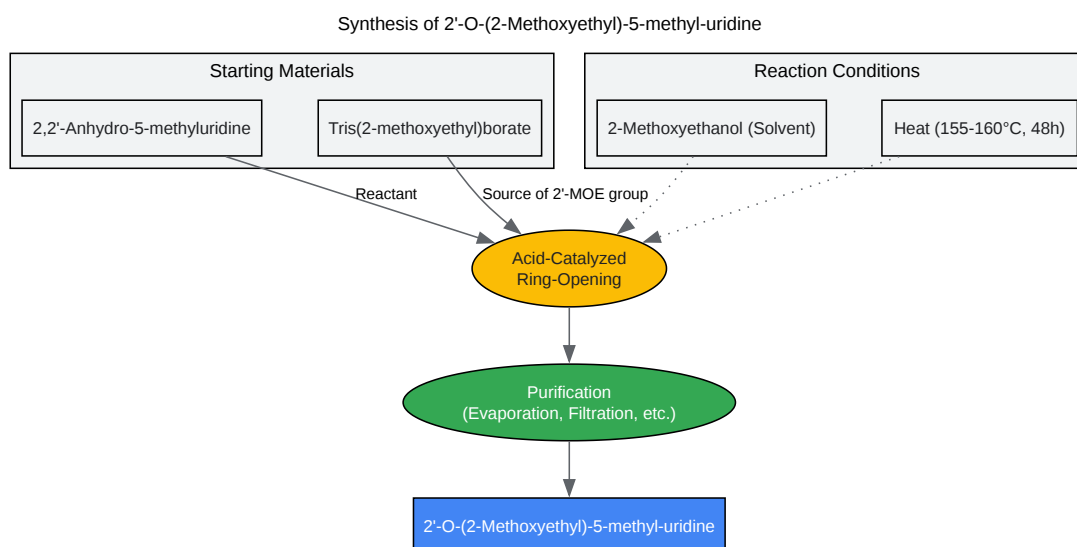 Synthesis of 2'-O-(2-Methoxyethyl)-5-methyl-uridine
Starting Materials
Reaction Conditions
2,2'-Anhydro-5-methyluridine
Tris(2-methoxyethyl)borate
2-Methoxyethanol (Solvent)
Heat (155-160°C, 48h)
Reactant
Source of 2'-MOE group
Acid-Catalyzed
Ring-Opening
Purification
(Evaporation, Filtration, etc.)
2'-O-(2-Methoxyethyl)-5-methyl-uridine